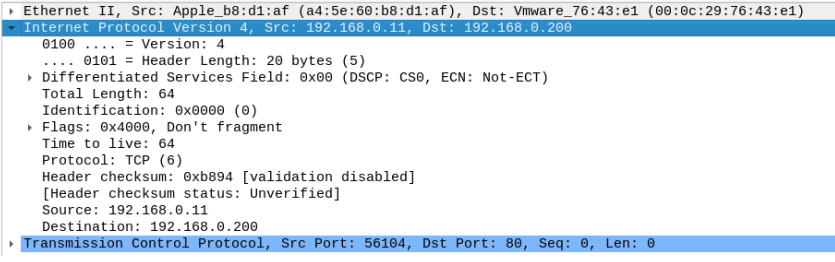 Ethernet II, Src: Apple_b8:d1:af (a4:5e:60:b8:d1:af), Dst: Vmware_76:43:e1 (00:0c:29:76:43:e1)
Internet Protocol Version 4, Src: 192.168.0.11, Dst: 192.168.0.200
0100 .... = Version: 4
.... 0101 = Header Length: 20 bytes (5)
Differentiated Services Field: 0x00 (DSCP: CS0, ECN: Not-ECT)
Total Length: 64
Identification: 0x0000 (0)
Flags: 0x4000, Don't fragment
Time to live: 64
Protocol: TCP (6)
Header checksum: 0xb894 [validation disabled]
[Header checksum status: Unverified]
Source: 192.168.0.11
Destination: 192.168.0.200
Transmission Control Protocol, Src Port: 56104, Dst Port: 80, Seq: 0, Len: 0